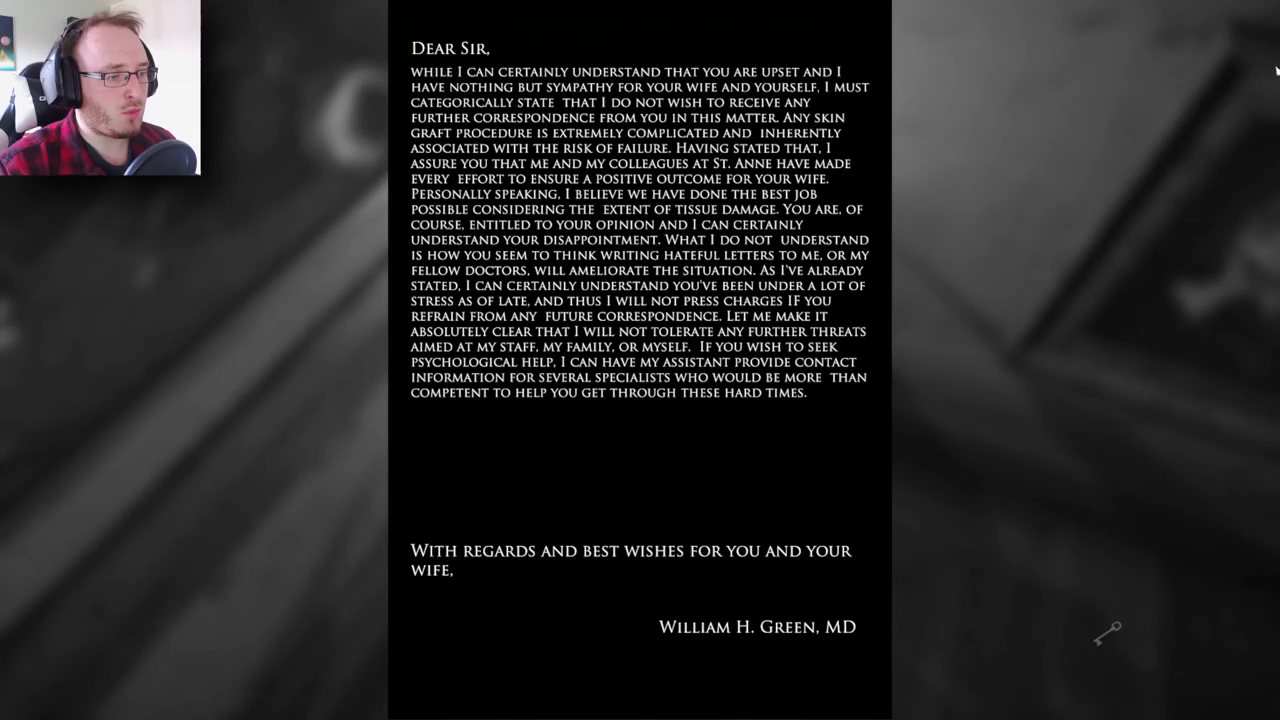 DEAR SIR,
WHILE I CAN CERTAINLY UNDERSTAND THAT YOU ARE UPSET AND I
HAVE NOTHING BUT SYMPATHY FOR YOUR WIFE AND YOURSELF, I MUST
CATEGORICALLY STATE THAT I DO NOT WISH TO RECEIVE ANY
FURTHER CORRESPONDENCE FROM YOU IN THIS MATTER. ANY SKIN
GRAFT PROCEDURE IS EXTREMELY COMPLICATED AND INHERENTLY
ASSOCIATED WITH THE RISK OF FAILURE. HAVING STATED THAT, I
ASSURE YOU THAT ME AND MY COLLEAGUES AT ST. ANNE HAVE MADE
EVERY EFFORT TO ENSURE A POSITIVE OUTCOME FOR YOUR WIFE.
PERSONALLY SPEAKING, I BELIEVE WE HAVE DONE THE BEST JOB
POSSIBLE CONSIDERING THE EXTENT OF TISSUE DAMAGE. YOU ARE, OF
COURSE, ENTITLED TO YOUR OPINION AND I CAN CERTAINLY
UNDERSTAND YOUR DISAPPOINTMENT. WHAT I DO NOT UNDERSTAND
IS HOW YOU SEEM TO THINK WRITING HATEFUL LETTERS TO ME, OR MY
FELLOW DOCTORS, WILL AMELIORATE THE SITUATION. AS I'VE ALREADY
STATED, I CAN CERTAINLY UNDERSTAND YOU'VE BEEN UNDER A LOT OF
STRESS AS OF LATE, AND THUS I WILL NOT PRESS CHARGES IF YOU
REFRAIN FROM ANY FUTURE CORRESPONDENCE. LET ME MAKE IT
ABSOLUTELY CLEAR THAT I WILL NOT TOLERATE ANY FURTHER THREATS
AIMED AT MY STAFF, MY FAMILY, OR MYSELF. IF YOU WISH TO SEEK
PSYCHOLOGICAL HELP, I CAN HAVE MY ASSISTANT PROVIDE CONTACT
INFORMATION FOR SEVERAL SPECIALISTS WHO WOULD BE MORE THAN
COMPETENT TO HELP YOU GET THROUGH THESE HARD TIMES.
WITH REGARDS AND BEST WISHES FOR YOU AND YOUR
WIFE,
WILLIAM H. GREEN, MD